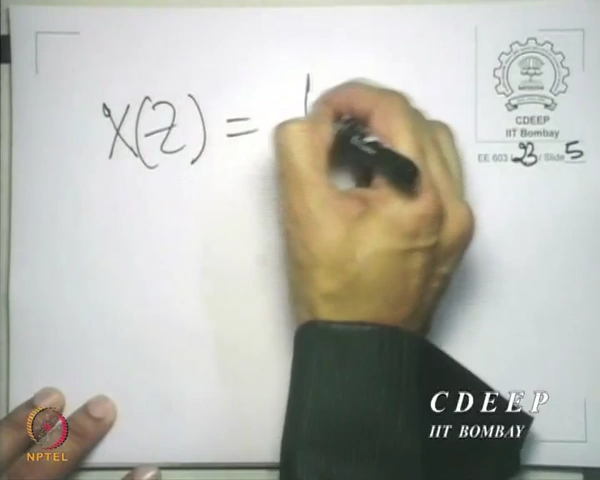 CDEEP
IIT Bombay
EE 603 L 23 / Slide 5
X(Z) =
CDEEP
IIT BOMBAY
NPTEL